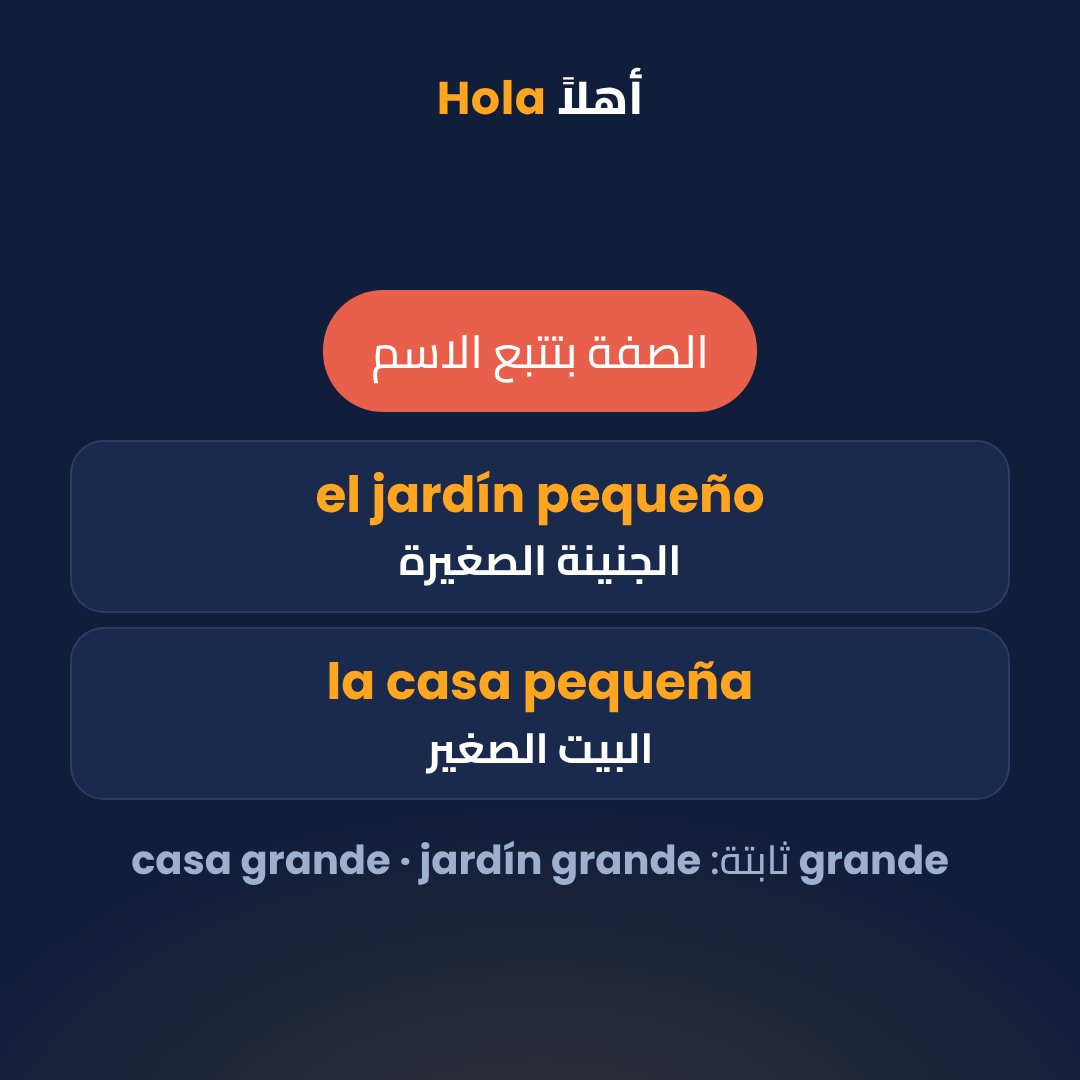 أهلاً Hola
الصفة بتتبع الاسم
el jardín pequeño
الجنينة الصغيرة
la casa pequeña
البيت الصغير
grande ثابتة: casa grande · jardín grande